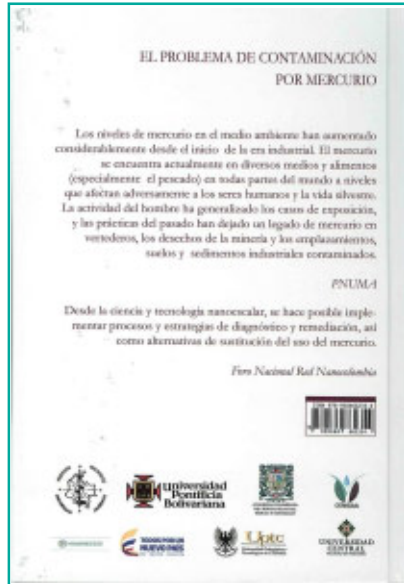 EL PROBLEMA DE CONTAMINACIÓN
POR MERCURIO
Los niveles de mercurio en el medio ambiente han aumentado
considerablemente desde el inicio de la era industrial. El mercurio
se encuentra actualmente en diversos medios y alimentos
(especialmente el pescado) en todas partes del mundo a niveles
que afectan adversamente a los seres humanos y la vida silvestre.
La actividad del hombre ha generalizado los casos de exposición,
y las prácticas del pasado han dejado un legado de mercurio en
vertederos, los desechos de la minería y los emplazamientos,
suelos y sedimentos industriales contaminados.
PNUMA
Desde la ciencia y tecnología nanoescalar, se hace posible imple-
mentar procesos y estrategias de diagnóstico y remediación, así
como alternativas de sustitución del uso del mercurio.
Foro Nacional Red Nanocolombia
Universidad
Pontificia
Bolivariana
TODOS POR UN
NUEVO PAÍS
Uptc
UNIVERSIDAD
CENTRAL